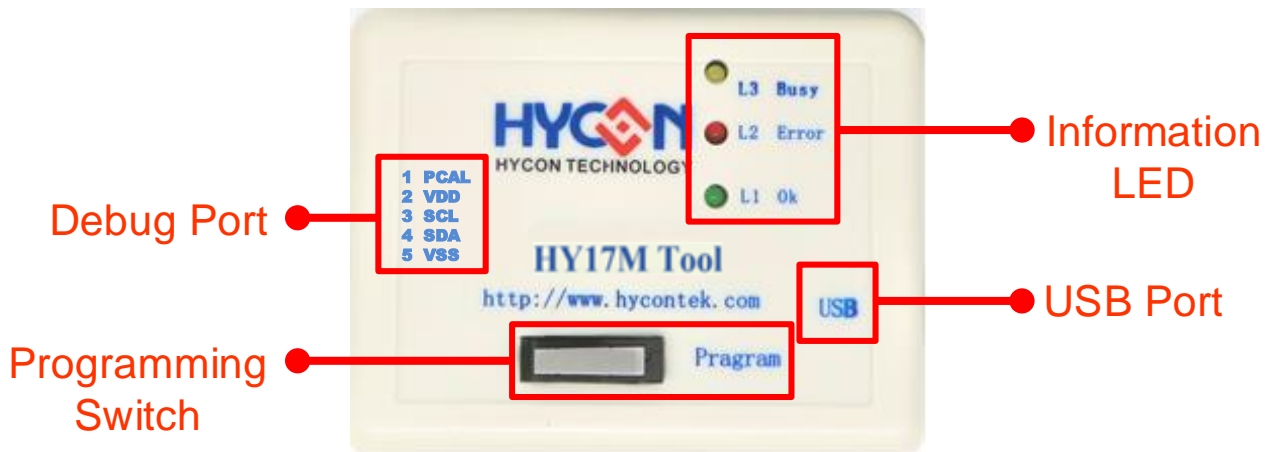 L3 Busy
HYCON
HYCON TECHNOLOGY
L2 Error
Information
LED
1 PCAL
2 VDD
3 SCL
4 SDA
5 VSS
L1 Ok
Debug Port
HY17M Tool
http://www.hycontek.com
USB
USB Port
Programming
Switch
Pragram